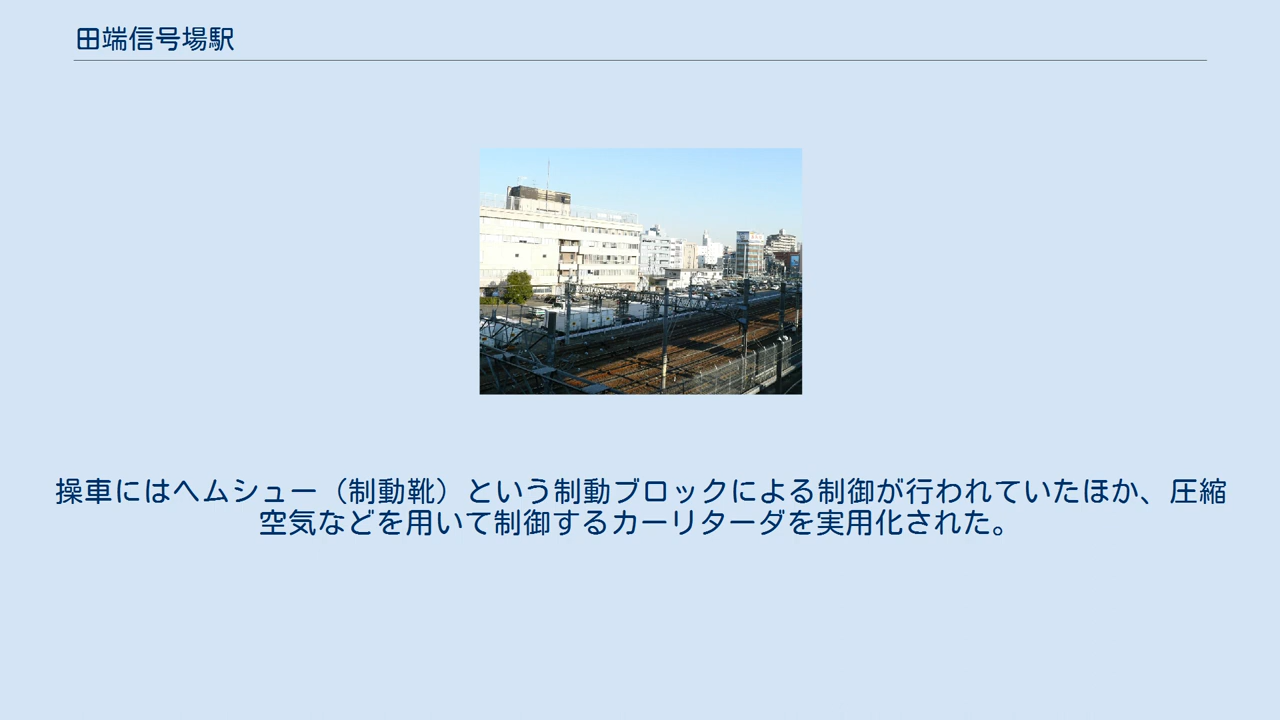 田端信号場駅
操車にはヘムシュー（制動靴）という制動ブロックによる制御が行われていたほか、圧縮
空気などを用いて制御するカーリターダを実用化された。